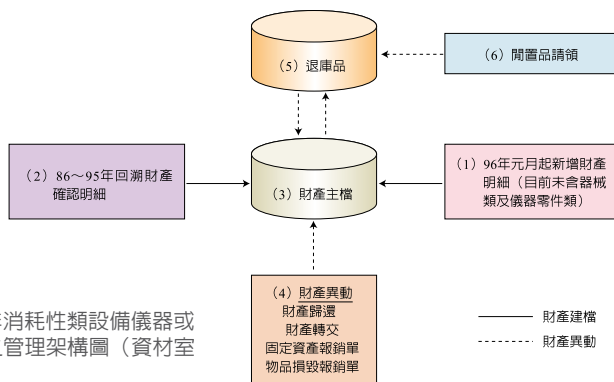 （5）退庫品
（6）閒置品請領
（2）86～95年回溯財產
確認明細
（3）財產主檔
（1）96年元月起新增財產
明細（目前未含器械
類及儀器零件類）
（4）財產異動
財產歸還
財產轉交
固定資產報銷單
物品損毀報銷單
消耗性類設備儀器或
管理架構圖（資材室
財產建檔
財產異動